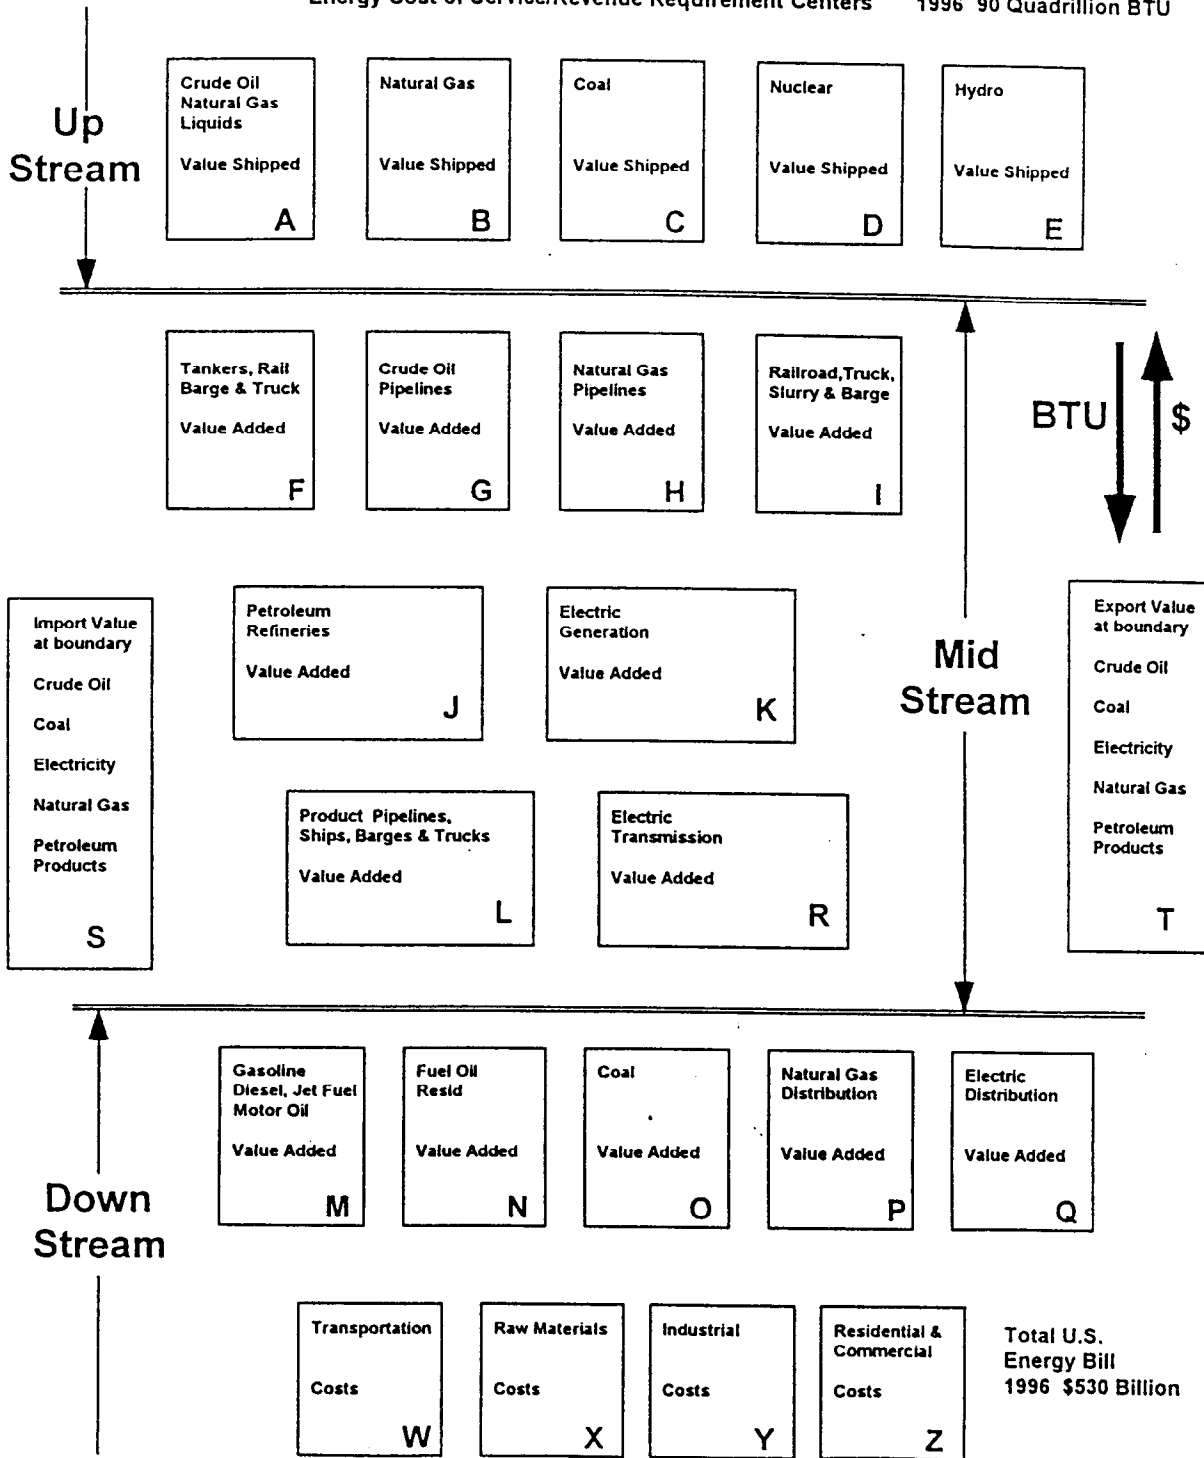 Energy Cost of Service/Revenue Requirement Centers 1996 90 Quadrillion BTU
Up
Stream
Crude Oil
Natural Gas
Liquids
Value Shipped
A
Natural Gas
Value Shipped
B
Coal
Value Shipped
C
Nuclear
Value Shipped
D
Hydro
Value Shipped
E
Tankers, Rail
Barge & Truck
Value Added
F
Crude Oil
Pipelines
Value Added
G
Natural Gas
Pipelines
Value Added
H
Railroad,Truck,
Slurry & Barge
Value Added
I
BTU
$
Import Value
at boundary
Crude Oil
Coal
Electricity
Natural Gas
Petroleum
Products
S
Petroleum
Refineries
Value Added
J
Electric
Generation
Value Added
K
Mid
Stream
Export Value
at boundary
Crude Oil
Coal
Electricity
Natural Gas
Petroleum
Products
T
Product Pipelines,
Ships, Barges & Trucks
Value Added
L
Electric
Transmission
Value Added
R
Down
Stream
Gasoline
Diesel, Jet Fuel
Motor Oil
Value Added
M
Fuel Oil
Resid
Value Added
N
Coal
Value Added
O
Natural Gas
Distribution
Value Added
P
Electric
Distribution
Value Added
Q
Transportation
Costs
W
Raw Materials
Costs
X
Industrial
Costs
Y
Residential &
Commercial
Costs
Z
Total U.S.
Energy Bill
1996 $530 Billion